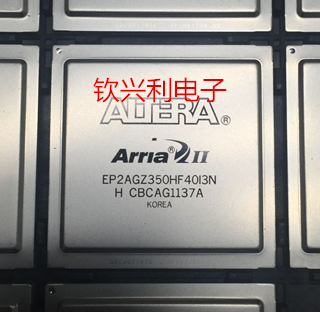 钦兴利电子
ALTERA®
Arria® II
EP2AGZ350HF40I3N
H CBCAG1137A
KOREA